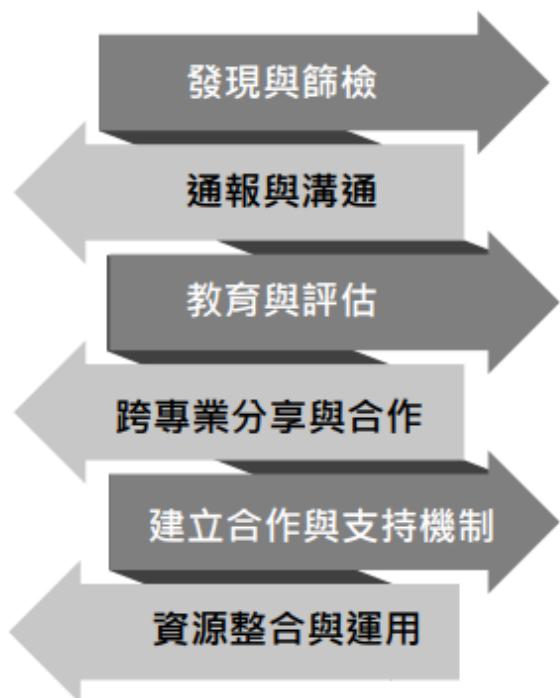 發現與篩檢
通報與溝通
教育與評估
跨專業分享與合作
建立合作與支持機制
資源整合與運用